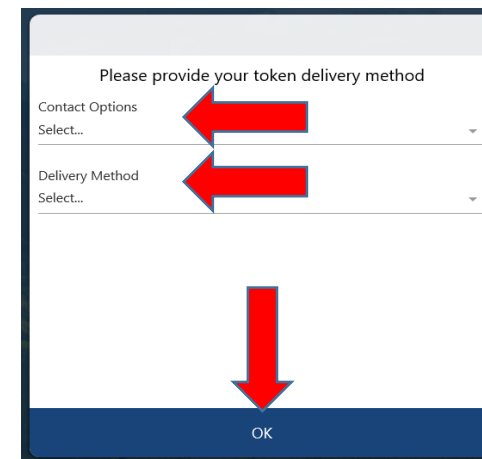 Please provide your token delivery method
Contact Options
Select...
Delivery Method
Select...
OK